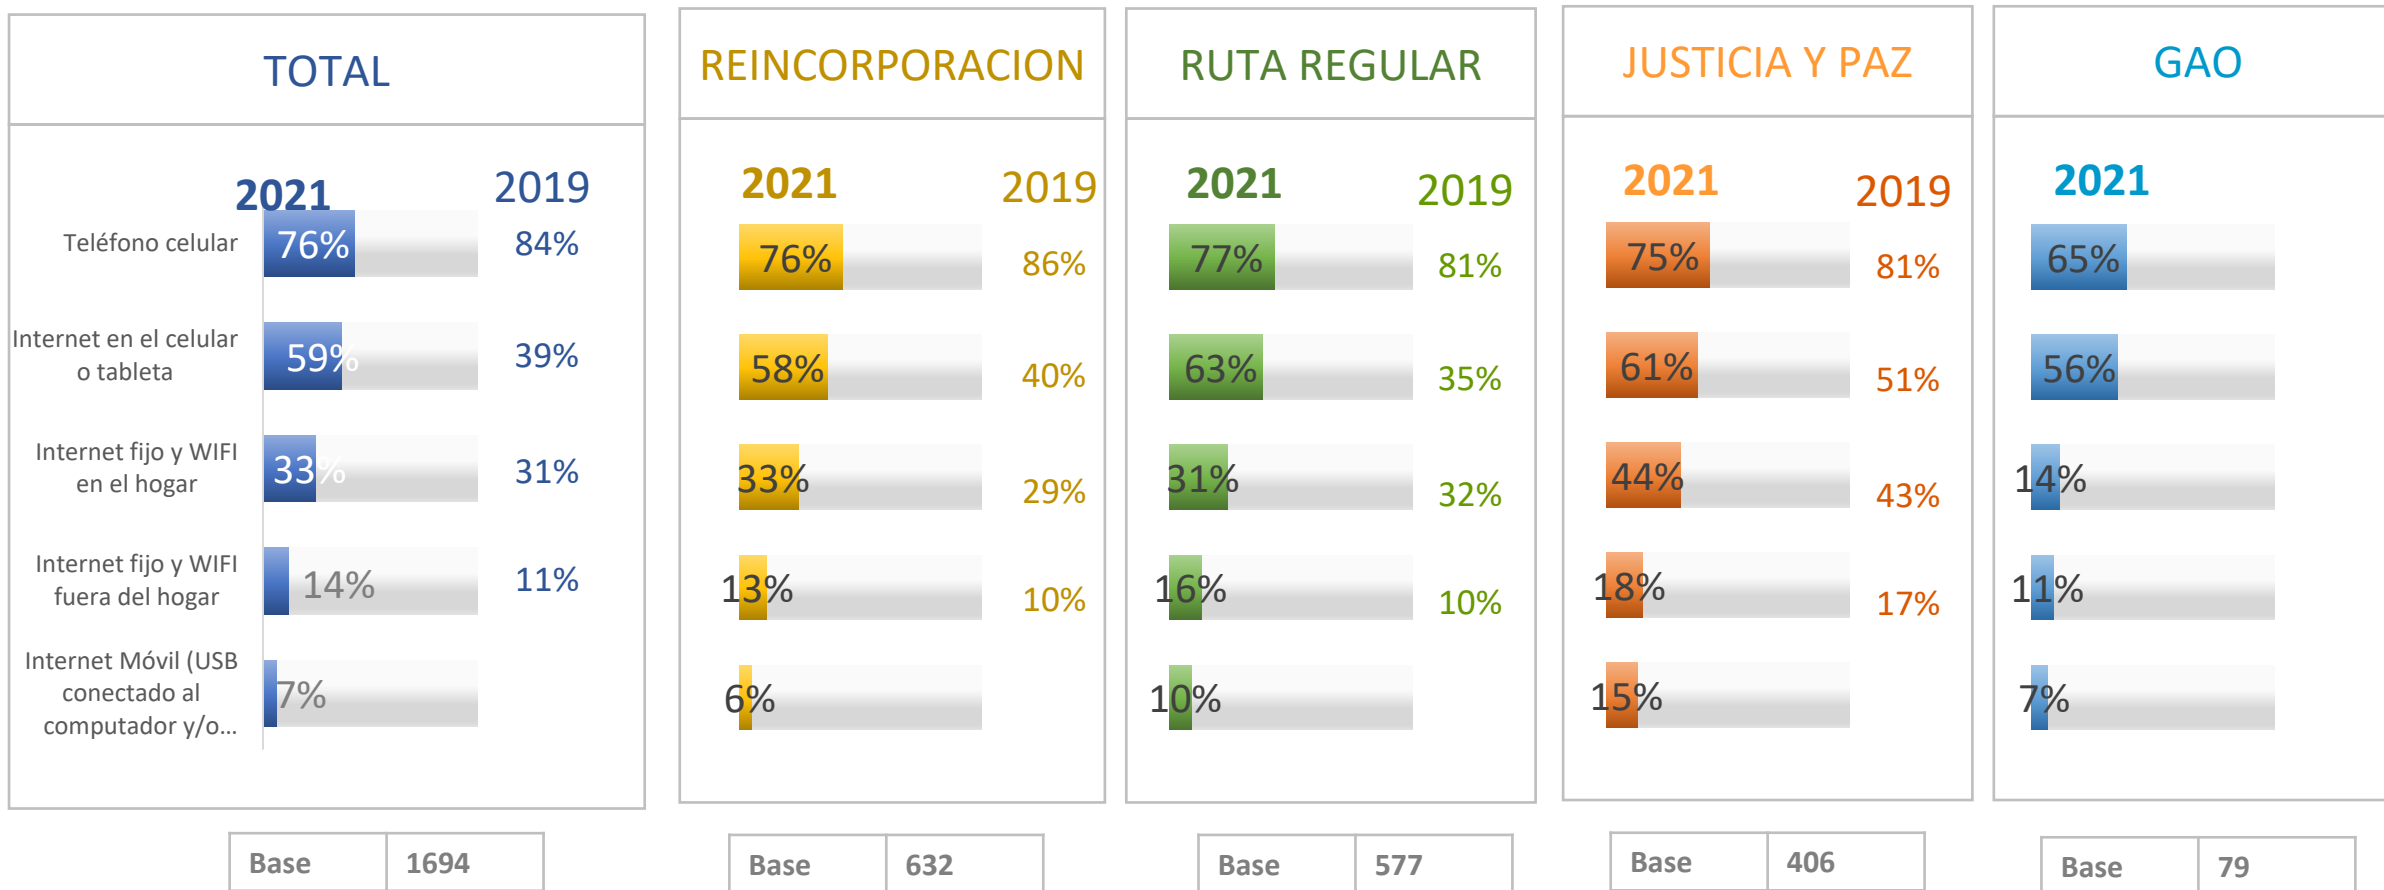 TOTAL
2021
2019
Teléfono celular
76%
84%
Internet en el celular
o tableta
59%
39%
Internet fijo y WIFI
en el hogar
33%
31%
Internet fijo y WIFI
fuera del hogar
14%
11%
Internet Móvil (USB
conectado al
computador y/o...
7%
Base
1694
REINCORPORACION
2021
2019
76%
86%
58%
40%
33%
29%
13%
10%
6%
Base
632
RUTA REGULAR
2021
2019
77%
81%
63%
35%
31%
32%
16%
10%
10%
Base
577
JUSTICIA Y PAZ
2021
2019
75%
81%
61%
51%
44%
43%
18%
17%
15%
Base
406
GAO
2021
65%
56%
14%
11%
7%
Base
79